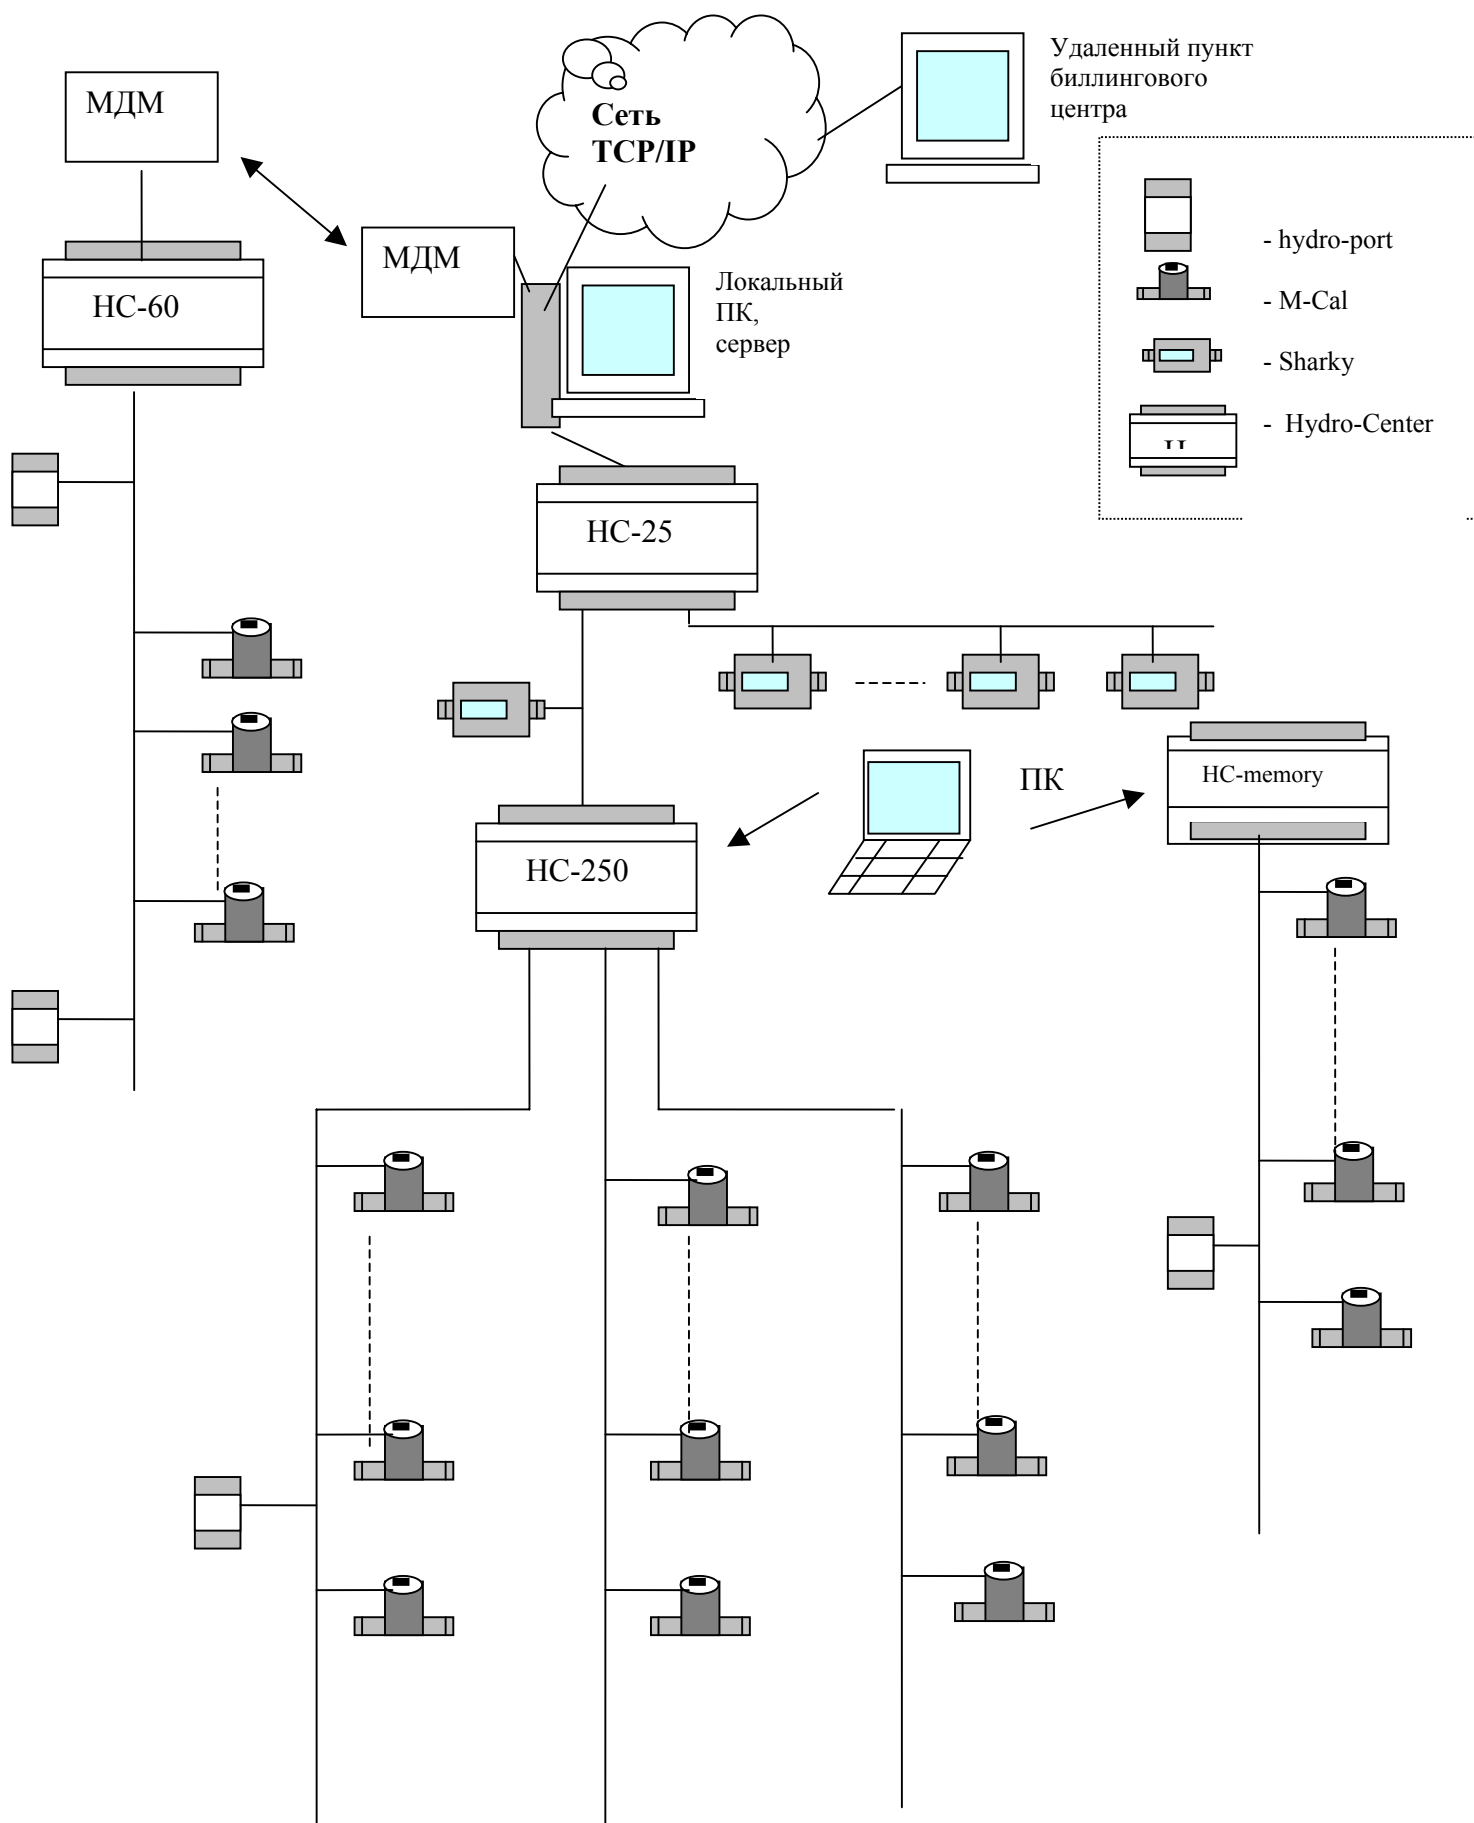 МДМ
Сеть
TCP/IP
Удаленный пункт
биллингового
центра
МДМ
НС-60
Локальный
ПК,
сервер
- hydro-port
- M-Cal
- Sharky
- Hydro-Center
НС-25
ПК
HC-memory
НС-250